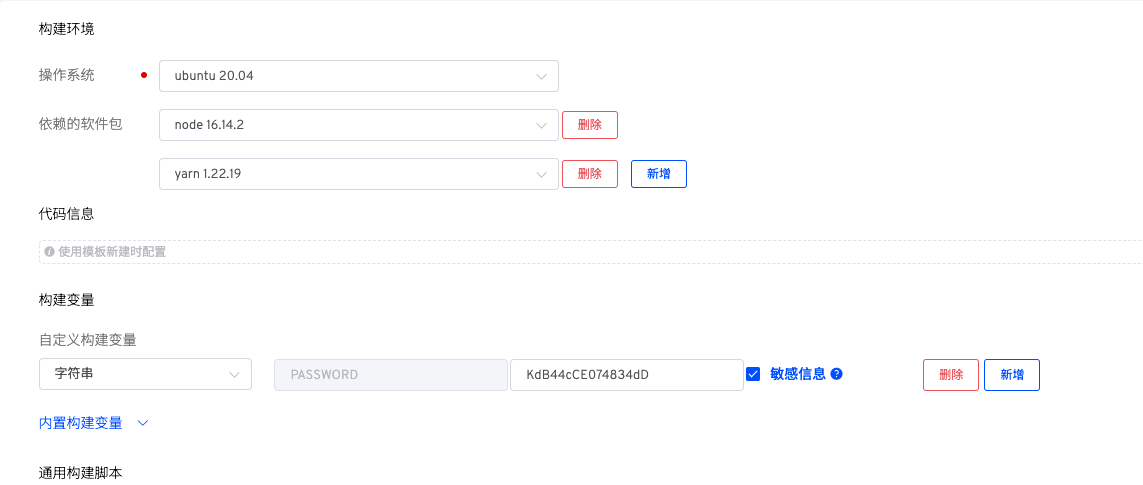 构建环境
操作系统 ubuntu 20.04
依赖的软件包 node 16.14.2 删除
yarn 1.22.19 删除 新增
代码信息
使用模板新建时配置
构建变量
自定义构建变量
字符串 PASSWORD KdB44cCE074834dD 敏感信息 删除 新增
内置构建变量
通用构建脚本